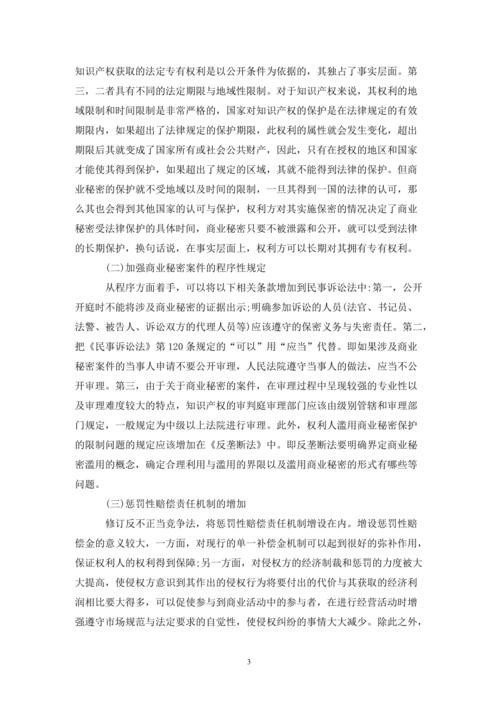 知识产权获取的法定专有权利是以公开条件为依据的，其独占了事实层面。第
三，二者具有不同的法定期限与地域性限制。对于知识产权来说，其权利的地
域限制和时间限制是非常严格的，国家对知识产权的保护是在法律规定的有效
期限内，如果超出了法律规定的保护期限，此权利的属性就会发生变化，超出
期限后其就变成了国家所有或社会公共财产，因此，只有在授权的地区和国家
才能使其得到保护，如果超出了规定的区域，其就不能得到法律的保护。但商
业秘密的保护就不受地域以及时间的限制，一旦其得到一国的法律的认可，那
么其也会得到其他国家的认可与保护，权利方对其实施保密的情况决定了商业
秘密受法律保护的具体时间，商业秘密只要不被泄露和公开，就可以受到法律
的长期保护，换句话说，在事实层面上，权利方可以长期对其拥有专有权利。
(二)加强商业秘密案件的程序性规定
从程序方面着手，可以将以下相关条款增加到民事诉讼法中:第一，公开
开庭时不能将涉及商业秘密的证据出示;明确参加诉讼的人员(法官、书记员、
法警、被告人、诉讼双方的代理人员等)应该遵守的保密义务与失密责任。第二，
把《民事诉讼法》第 120 条规定的“可以”用“应当”代替。即如果涉及商业
秘密案件的当事人申请不要公开审理，人民法院遵守当事人的做法，应当不公
开审理。第三，由于关于商业秘密的案件，在审理过程中呈现较强的专业性以
及审理难度较大的特点，知识产权的审判庭审理部门应该由级别管辖和审理部
门规定，一般规定为中级以上法院进行审理。此外，权利人滥用商业秘密保护
的限制问题的规定应该增加在《反垄断法》中。即反垄断法要明确界定商业秘
密滥用的概念，确定合理利用与滥用的界限以及滥用商业秘密的形式有哪些等
问题。
(三)惩罚性赔偿责任机制的增加
修订反不正当竞争法，将惩罚性赔偿责任机制增设在内。增设惩罚性赔
偿金的意义较大，一方面，对现行的单一补偿金机制可以起到很好的弥补作用，
保证权利人的权利得到保障;另一方面，对侵权方的经济制裁和惩罚的力度被大
大提高，使侵权方意识到其作出的侵权行为将要付出的代价与其获取的经济利
润相比要大得多，可以促使参与到商业活动中的参与者，在进行经营活动时增
强遵守市场规范与法定要求的自觉性，使侵权纠纷的事情大大减少。除此之外，
3